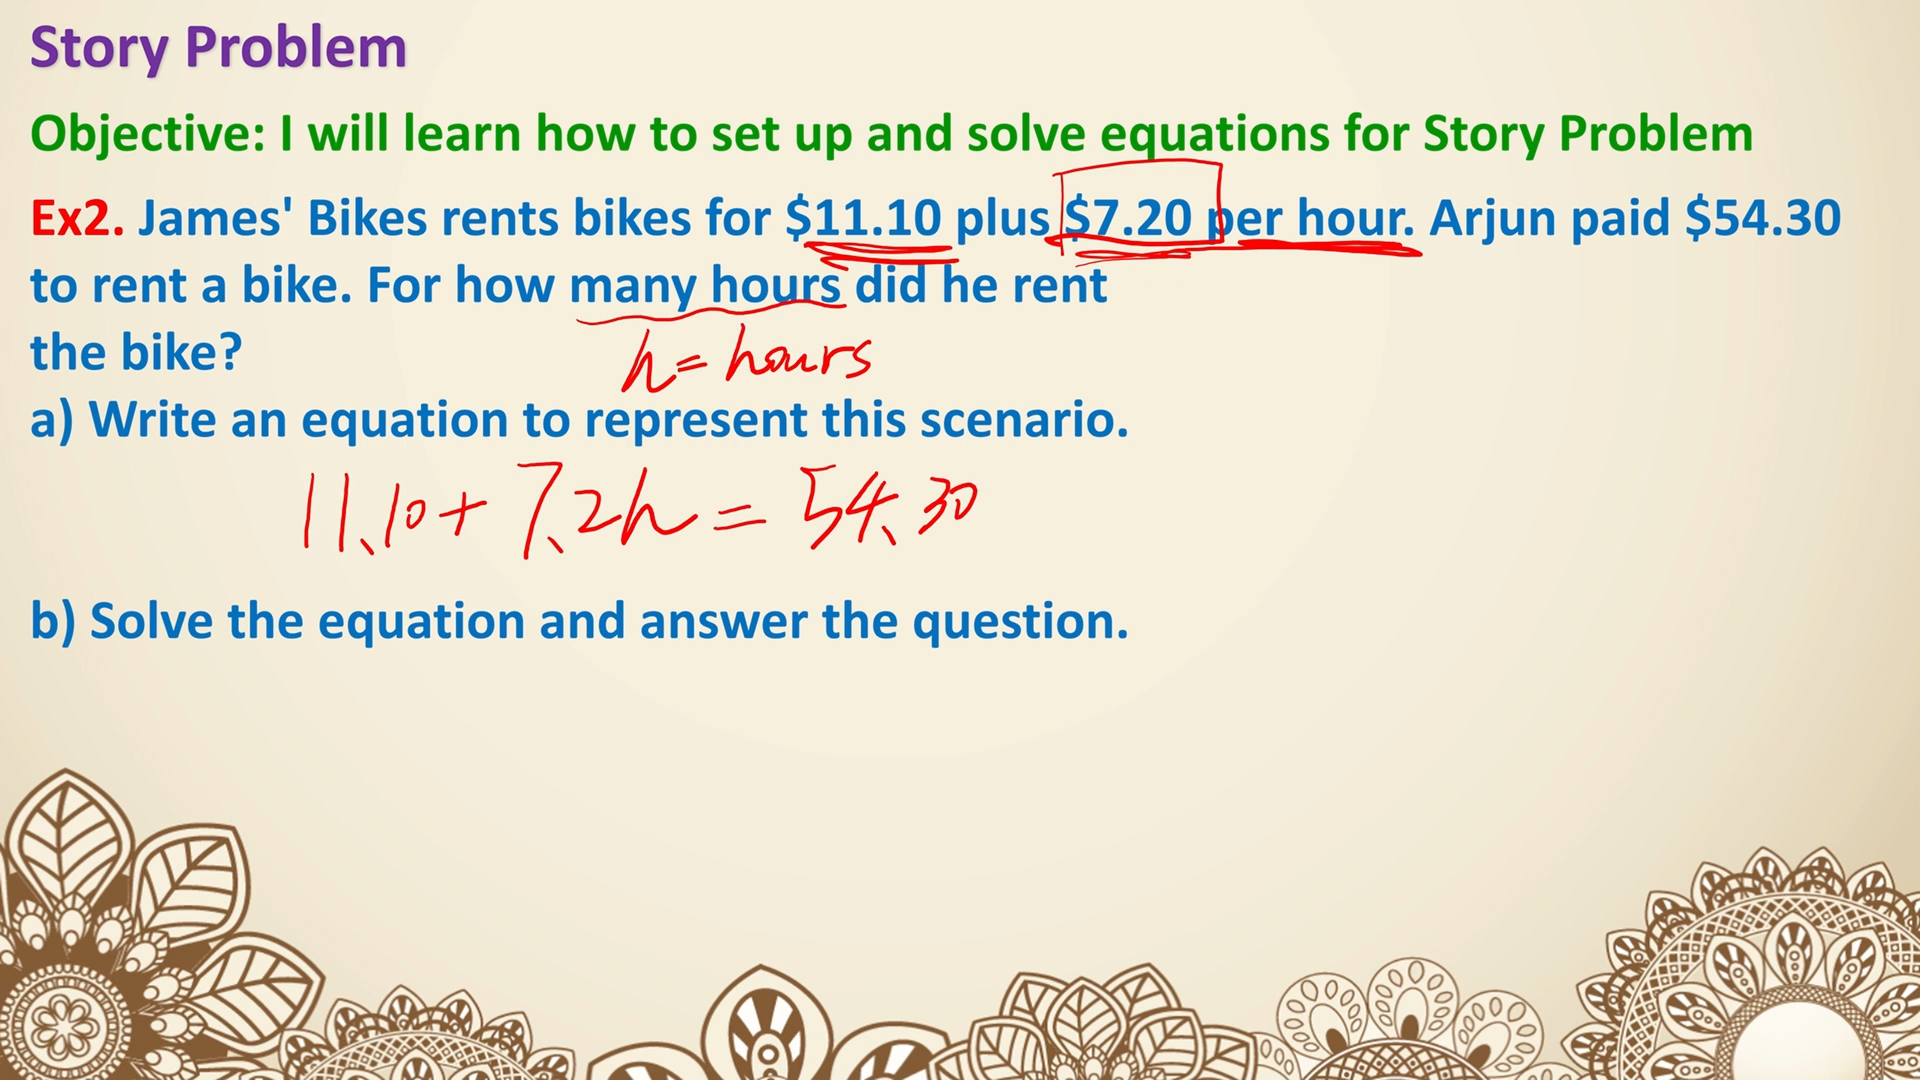 Story Problem
Objective: I will learn how to set up and solve equations for Story Problem
Ex2. James' Bikes rents bikes for $11.10 plus $7.20 per hour. Arjun paid $54.30
to rent a bike. For how many hours did he rent
the bike?
h = hours
a) Write an equation to represent this scenario.
11.10 + 7.2h = 54.30
b) Solve the equation and answer the question.